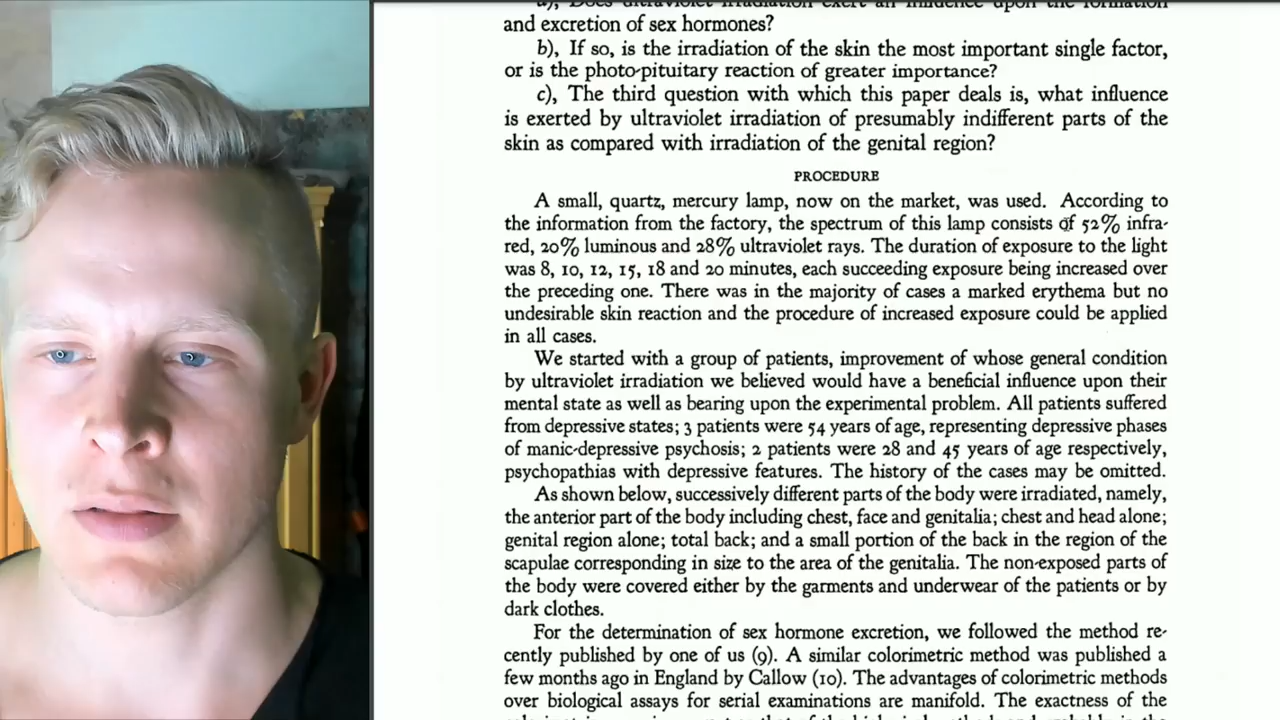 a), Does ultraviolet irradiation exert an influence upon the formation
and excretion of sex hormones?
b), If so, is the irradiation of the skin the most important single factor,
or is the photo-pituitary reaction of greater importance?
c), The third question with which this paper deals is, what influence
is exerted by ultraviolet irradiation of presumably indifferent parts of the
skin as compared with irradiation of the genital region?
PROCEDURE
A small, quartz, mercury lamp, now on the market, was used. According to
the information from the factory, the spectrum of this lamp consists of 52% infra-
red, 20% luminous and 28% ultraviolet rays. The duration of exposure to the light
was 8, 10, 12, 15, 18 and 20 minutes, each succeeding exposure being increased over
the preceding one. There was in the majority of cases a marked erythema but no
undesirable skin reaction and the procedure of increased exposure could be applied
in all cases.
We started with a group of patients, improvement of whose general condition
by ultraviolet irradiation we believed would have a beneficial influence upon their
mental state as well as bearing upon the experimental problem. All patients suffered
from depressive states; 3 patients were 54 years of age, representing depressive phases
of manic-depressive psychosis; 2 patients were 28 and 45 years of age respectively,
psychopathias with depressive features. The history of the cases may be omitted.
As shown below, successively different parts of the body were irradiated, namely,
the anterior part of the body including chest, face and genitalia; chest and head alone;
genital region alone; total back; and a small portion of the back in the region of the
scapulae corresponding in size to the area of the genitalia. The non-exposed parts of
the body were covered either by the garments and underwear of the patients or by
dark clothes.
For the determination of sex hormone excretion, we followed the method re-
cently published by one of us (9). A similar colorimetric method was published a
few months ago in England by Callow (10). The advantages of colorimetric methods
over biological assays for serial examinations are manifold. The exactness of the